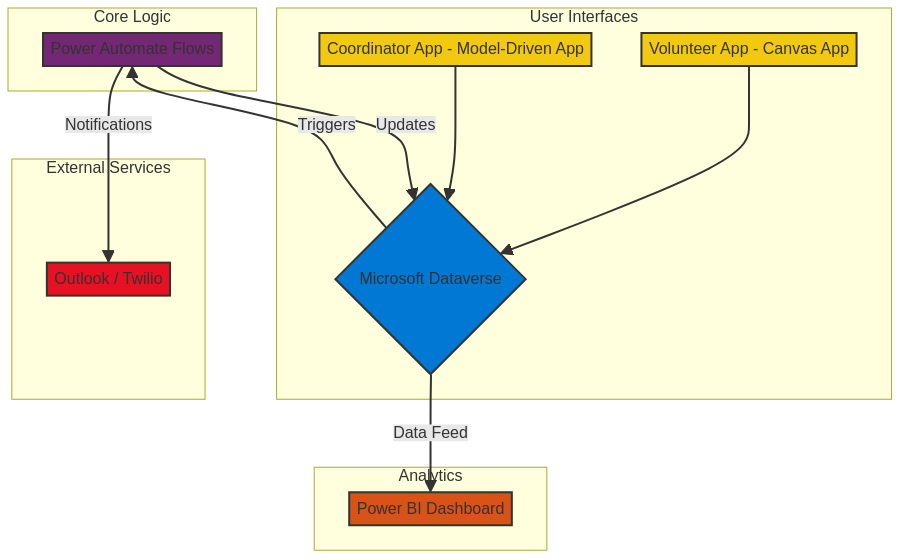 Core Logic
Power Automate Flows
User Interfaces
Coordinator App - Model-Driven App
Volunteer App - Canvas App
Notifications
Triggers
Updates
External Services
Outlook / Twilio
Microsoft Dataverse
Data Feed
Analytics
Power BI Dashboard